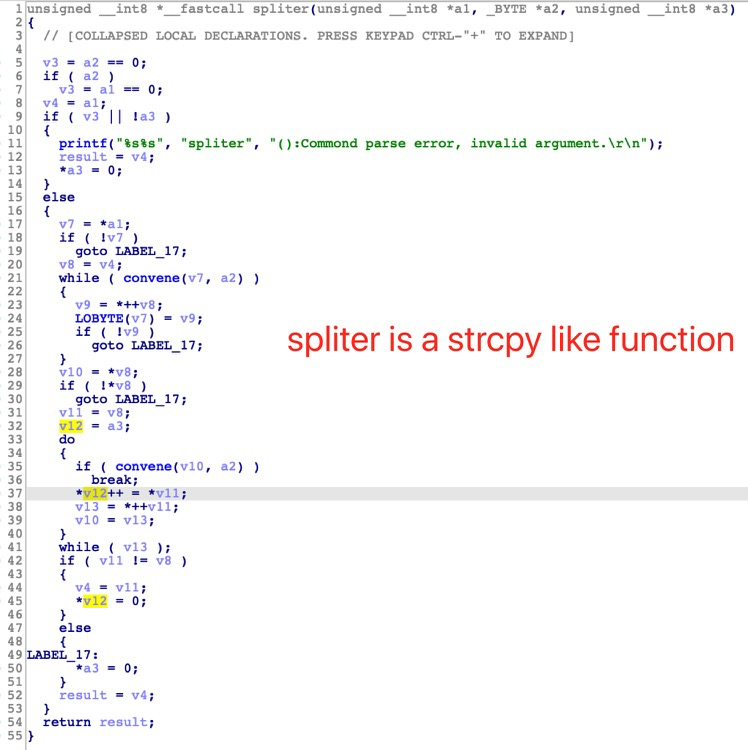 1 unsigned __int8 *__fastcall spliter(unsigned __int8 *a1, _BYTE *a2, unsigned __int8 *a3)
2 {
3   // [COLLAPSED LOCAL DECLARATIONS. PRESS KEYPAD CTRL-"+" TO EXPAND]
4
5   v3 = a2 == 0;
6   if ( a2 )
7     v3 = a1 == 0;
8   v4 = a1;
9   if ( v3 || !a3 )
10   {
11     printf("%s%s", "spliter", "():Commond parse error, invalid argument.\r\n");
12     result = v4;
13     *a3 = 0;
14   }
15   else
16   {
17     v7 = *a1;
18     if ( !v7 )
19       goto LABEL_17;
20     v8 = v4;
21     while ( convene(v7, a2) )
22     {
23       v9 = *++v8;
24       LOBYTE(v7) = v9;
25       if ( !v9 )
26         goto LABEL_17;
27     }
28     v10 = *v8;
29     if ( !*v8 )
30       goto LABEL_17;
31     v11 = v8;
32     v12 = a3;
33     do
34     {
35       if ( convene(v10, a2) )
36         break;
37       *v12++ = *v11;
38       v13 = *++v11;
39       v10 = v13;
40     }
41     while ( v13 );
42     if ( v11 != v8 )
43     {
44       v4 = v11;
45       *v12 = 0;
46     }
47     else
48     {
49 LABEL_17:
50       *a3 = 0;
51     }
52     result = v4;
53   }
54   return result;
55 }
spliter is a strcpy like function